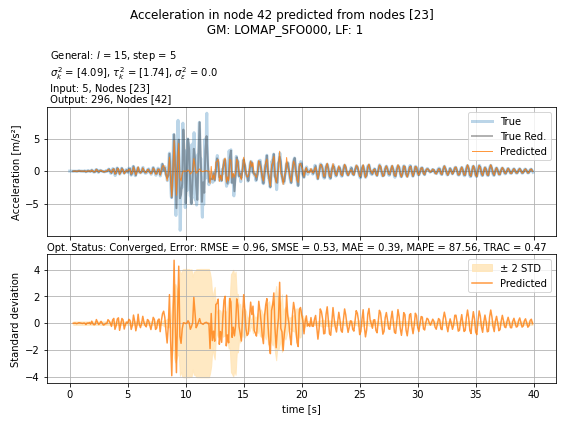 Acceleration in node 42 predicted from nodes [23]
GM: LOMAP_SFO000, LF: 1
General: l = 15, step = 5
σ²ₖ = [4.09], τ²ₖ = [1.74], σ²ᵣ = 0.0
Input: 5, Nodes [23]
Output: 296, Nodes [42]
Acceleration [m/s²]
5
0
−5
True
True Red.
Predicted
Opt. Status: Converged, Error: RMSE = 0.96, SMSE = 0.53, MAE = 0.39, MAPE = 87.56, TRAC = 0.47
Standard deviation
4
2
0
−2
−4
± 2 STD
Predicted
0 5 10 15 20 25 30 35 40
time [s]